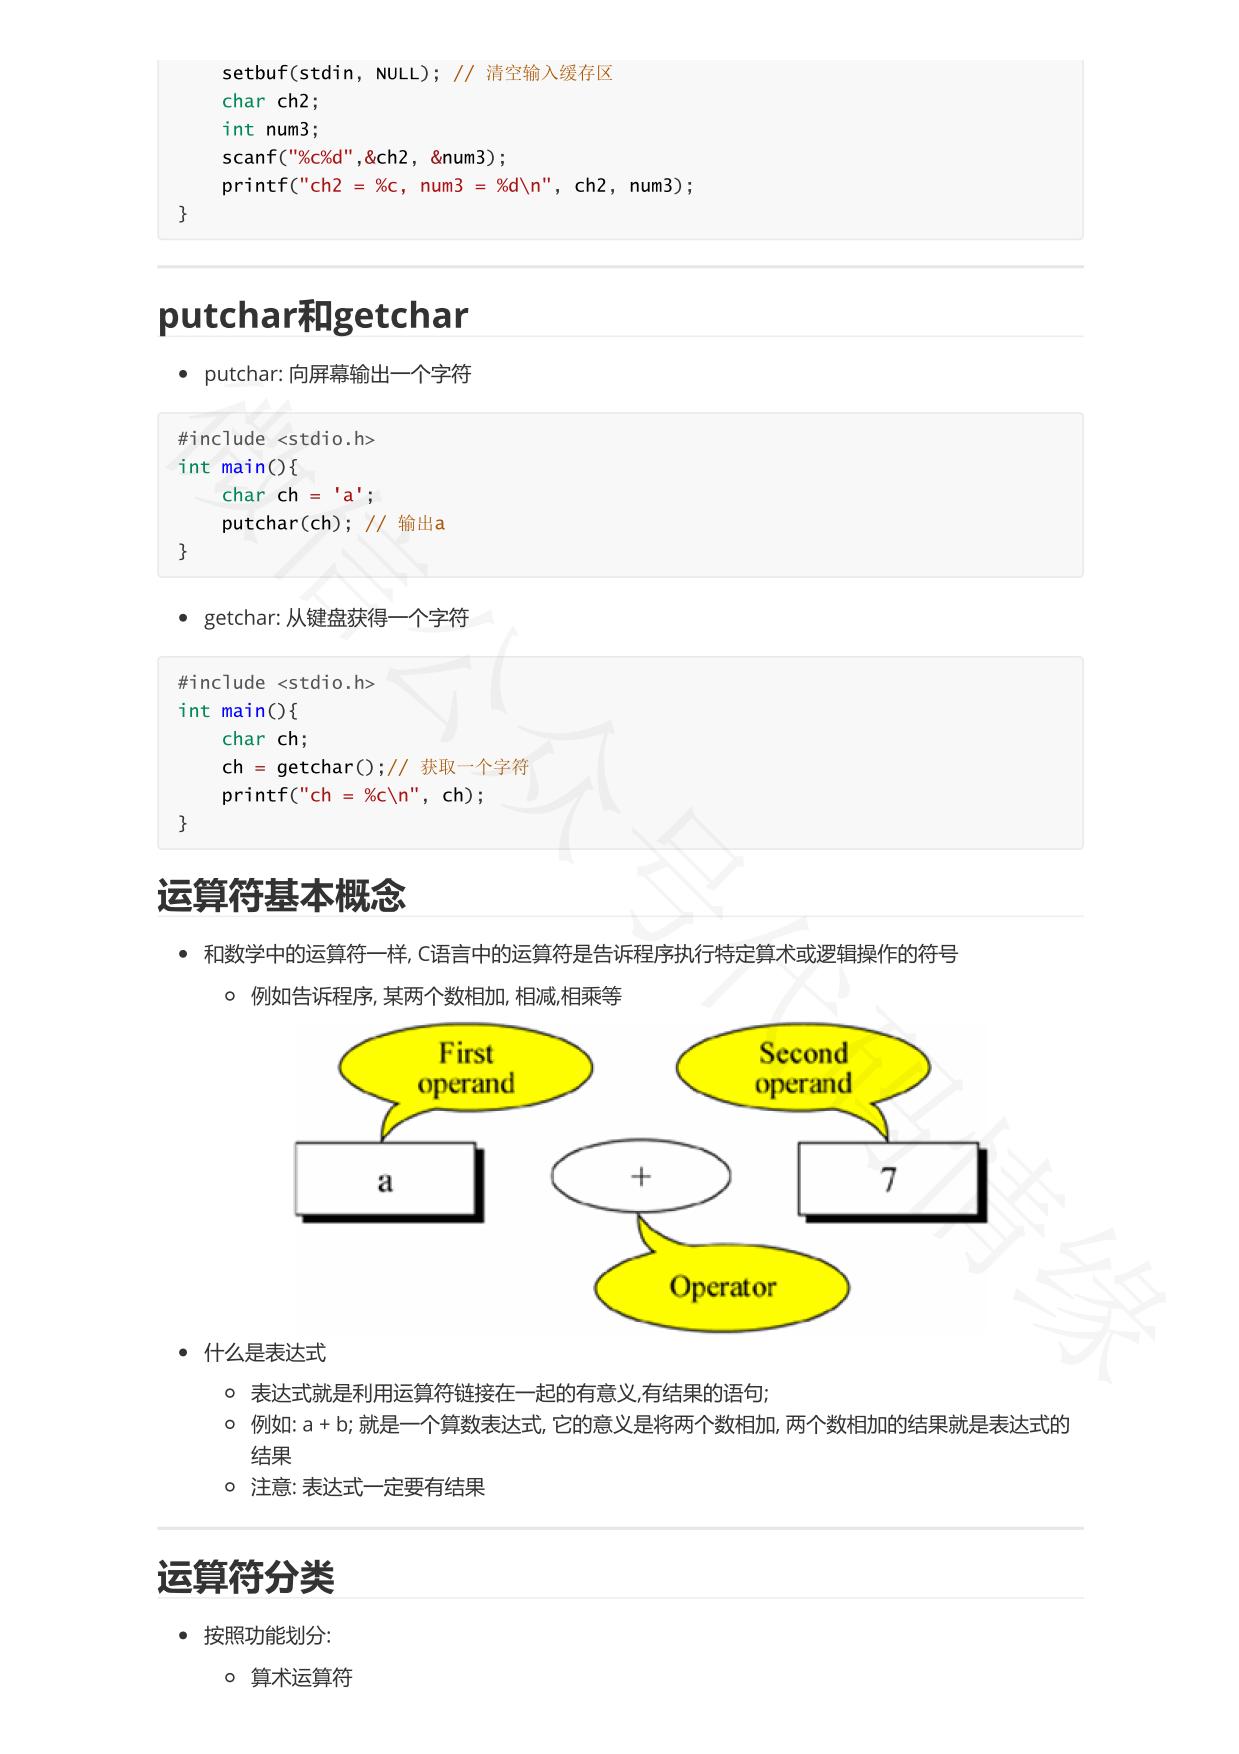 setbuf(stdin, NULL); // 清空输入缓存区
char ch2;
int num3;
scanf("%c%d",&ch2, &num3);
printf("ch2 = %c, num3 = %d\n", ch2, num3);
}
putchar和getchar
putchar: 向屏幕输出一个字符
#include <stdio.h>
int main(){
char ch = 'a';
putchar(ch); // 输出a
}
getchar: 从键盘获得一个字符
#include <stdio.h>
int main(){
char ch;
ch = getchar();// 获取一个字符
printf("ch = %c\n", ch);
}
运算符基本概念
和数学中的运算符一样, C语言中的运算符是告诉程序执行特定算术或逻辑操作的符号
例如告诉程序, 某两个数相加, 相减,相乘等
First
operand
Second
operand
a
+
7
Operator
什么是表达式
表达式就是利用运算符链接在一起的有意义,有结果的语句;
例如: a + b; 就是一个算数表达式, 它的意义是将两个数相加, 两个数相加的结果就是表达式的
结果
注意: 表达式一定要有结果
运算符分类
按照功能划分:
算术运算符
微信公众号代码情缘